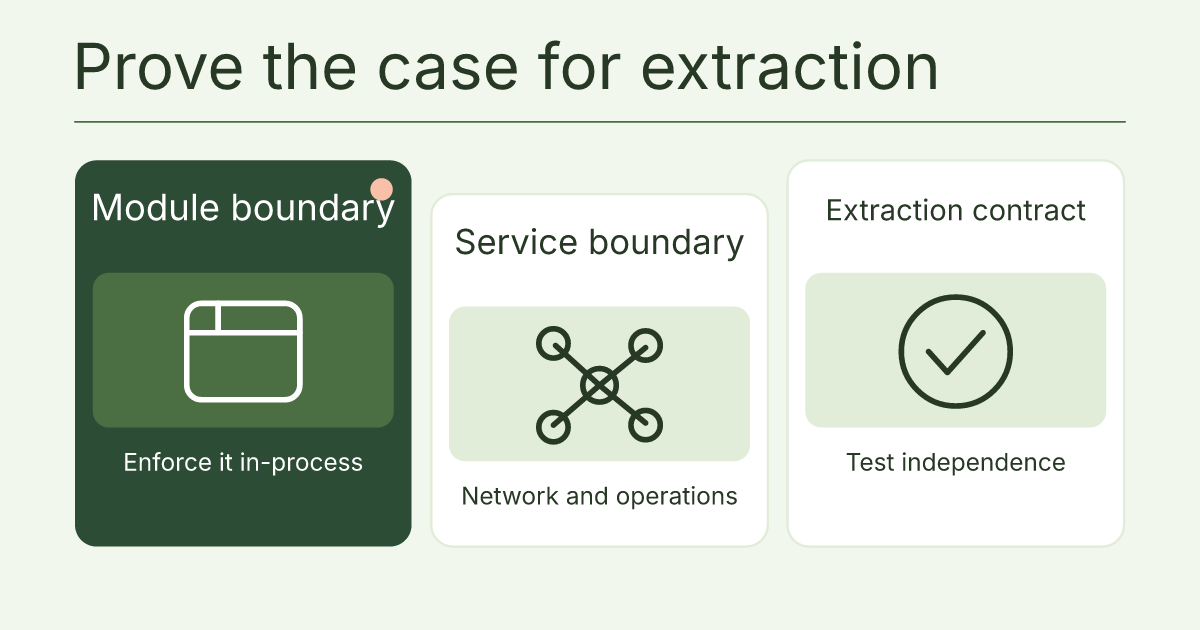 Prove the case for extraction
Module boundary
Enforce it in-process
Service boundary
Network and operations
Extraction contract
Test independence